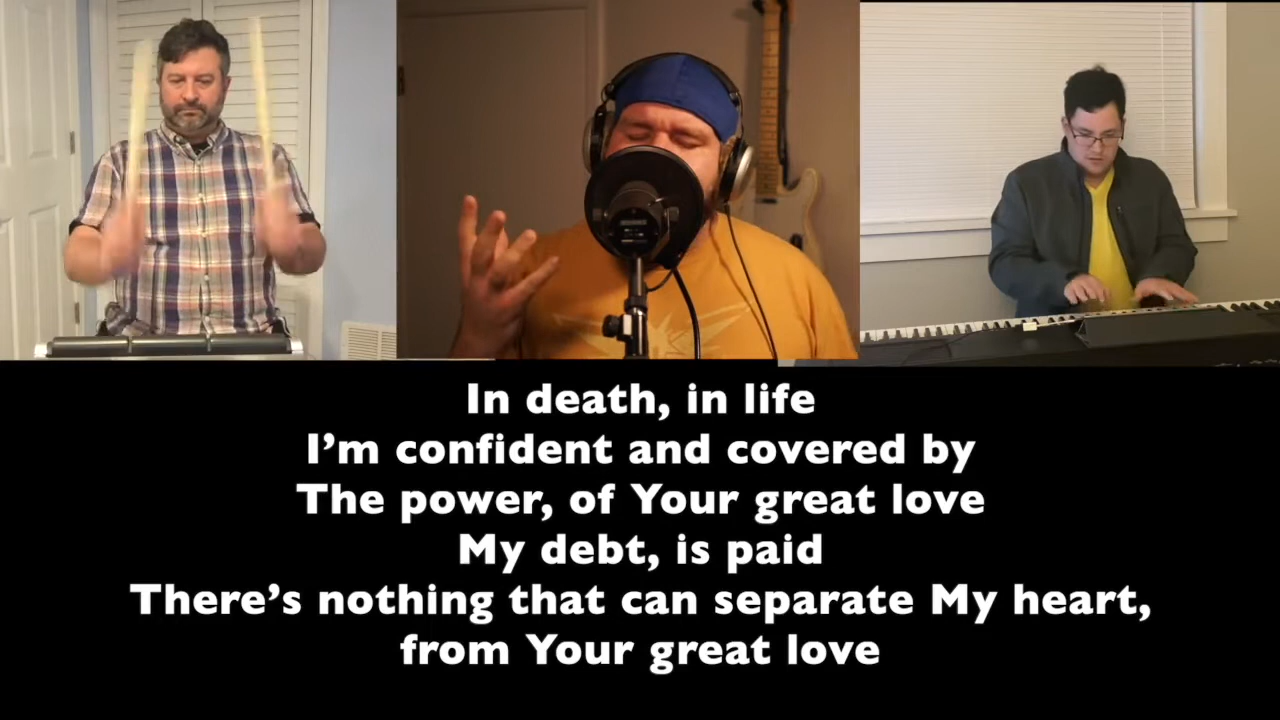 In death, in life
I’m confident and covered by
The power, of Your great love
My debt, is paid
There’s nothing that can separate My heart,
from Your great love